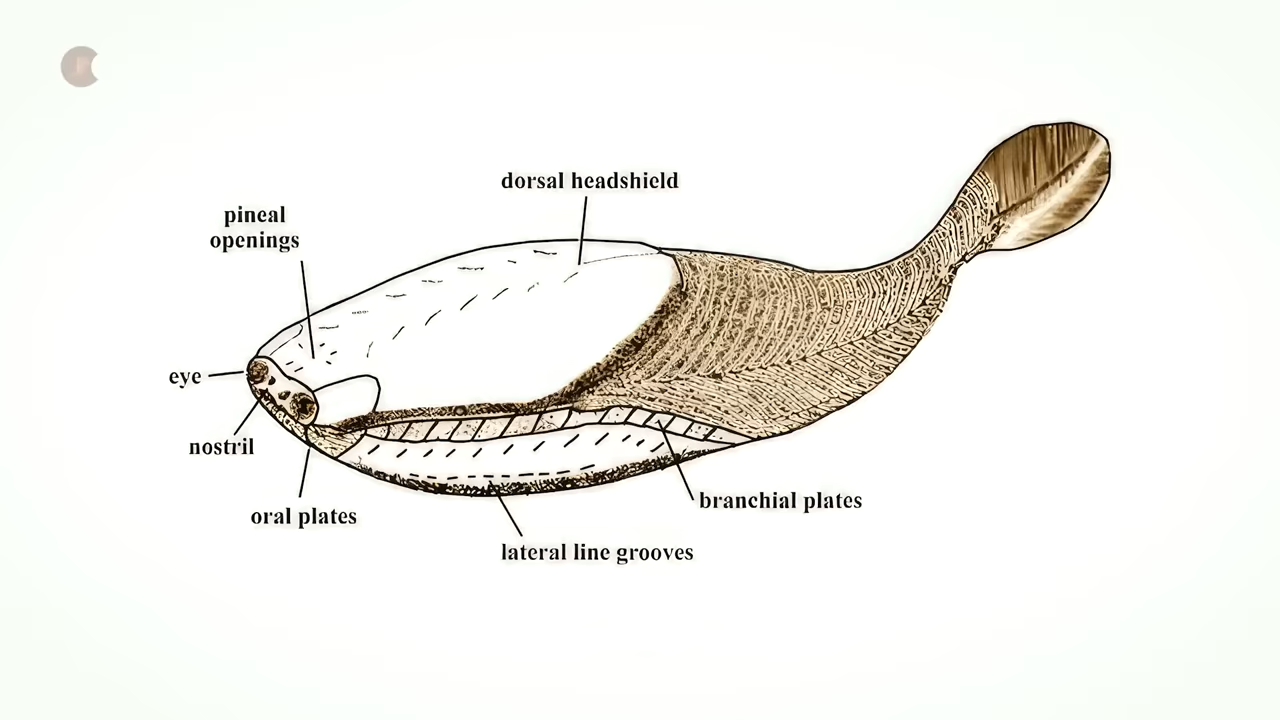 dorsal headshield
pineal
openings
eye
nostril
oral plates
branchial plates
lateral line grooves